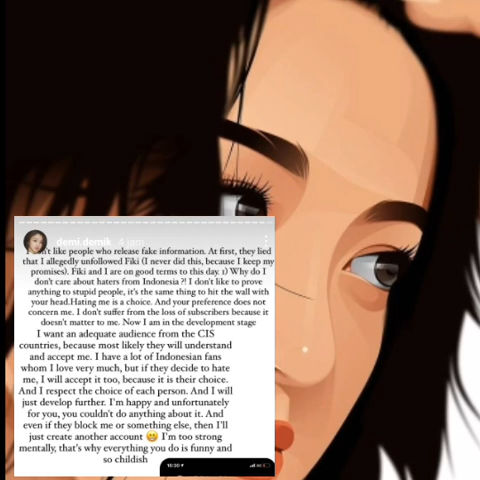 _demi.demik 4 jam
don't like people who release fake information. At first, they lied
that I allegedly unfollowed Fiki (I never did this, because I keep my
promises). Fiki and I are on good terms to this day. 1) Why do I
don't care about haters from Indonesia ?! I don't like to prove
anything to stupid people, it's the same thing to hit the wall with
your head.Hating me is a choice. And your preference does not
concern me. I don't suffer from the loss of subscribers because it
doesn't matter to me. Now I am in the development stage
I want an adequate audience from the CIS
countries, because most likely they will understand
and accept me. I have a lot of Indonesian fans
whom I love very much, but if they decide to hate
me, I will accept it too, because it is their choice.
And I respect the choice of each person. And I will
just develop further. I'm happy and unfortunately
for you, you couldn't do anything about it. And
even if they block me or something else, then I'll
just create another account 🤭 I'm too strong
mentally, that's why everything you do is funny and
so childish